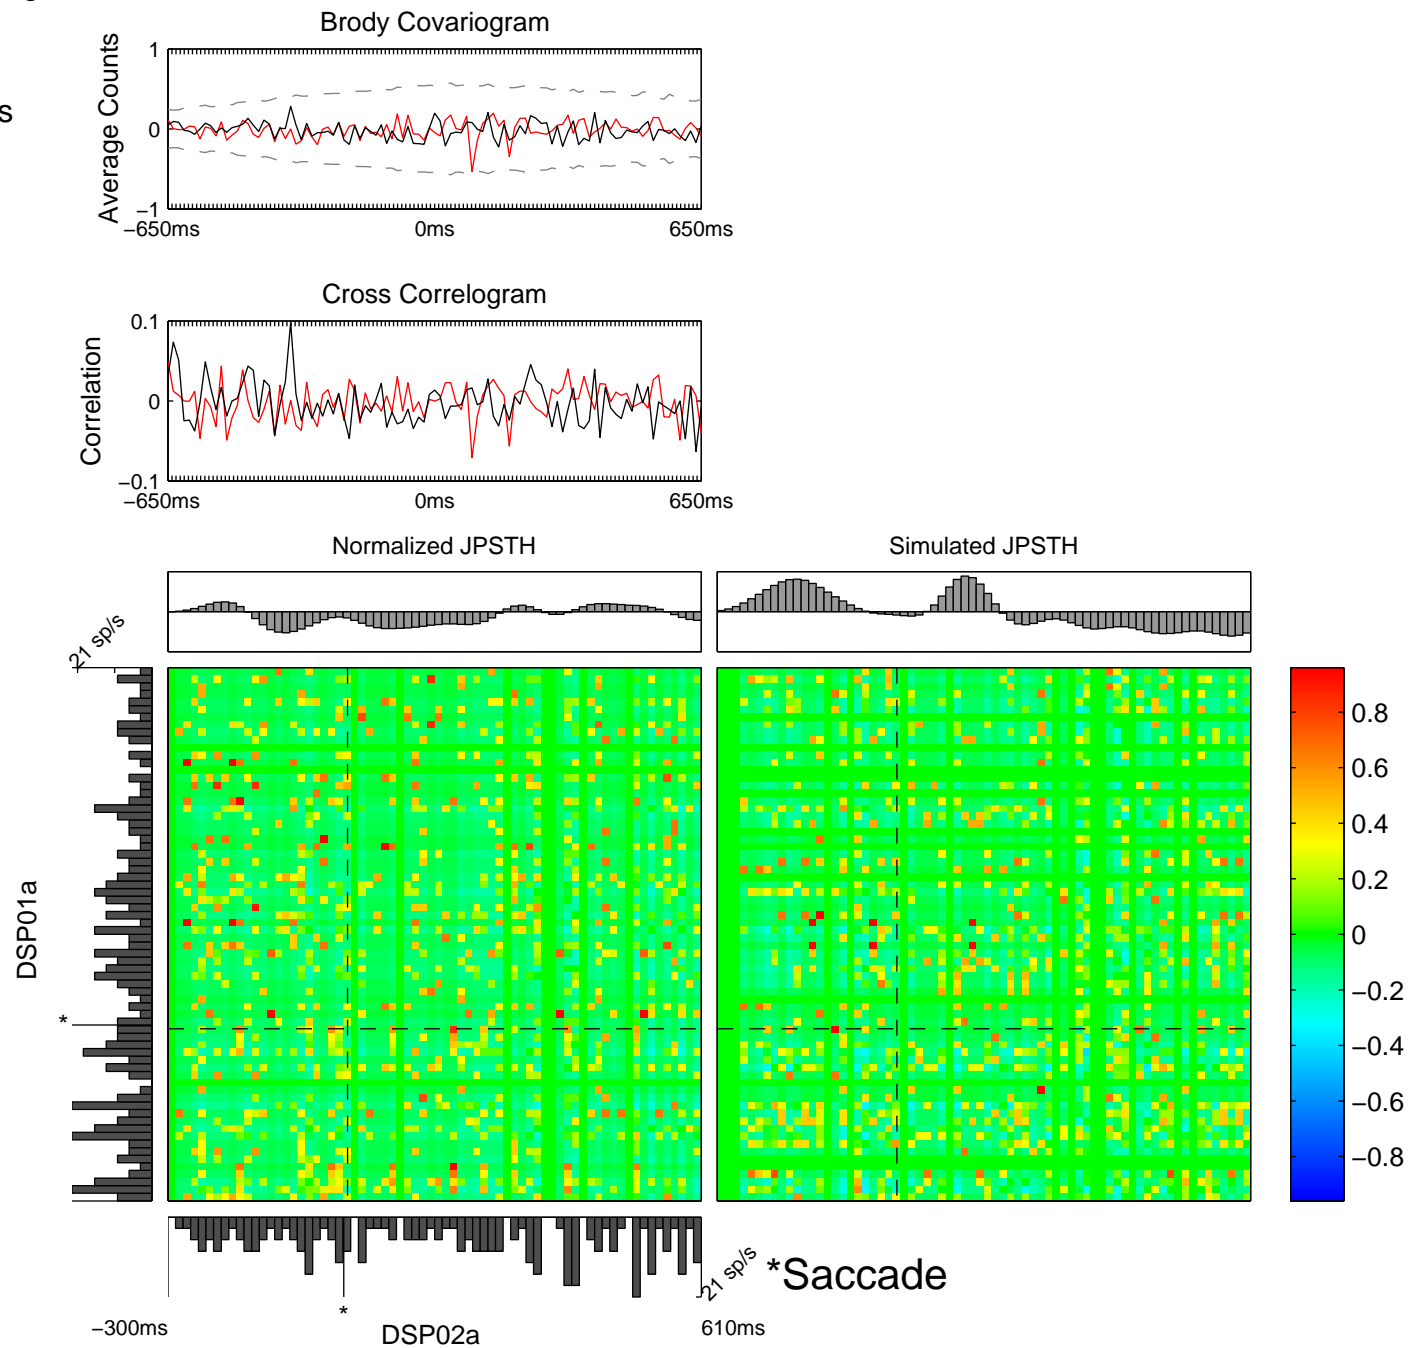 g
Brody Covariogram
s
Average Counts
1
0
−1
−650ms 0ms 650ms
Cross Correlogram
Correlation
0.1
0
−0.1
−650ms 0ms 650ms
Normalized JPSTH
Simulated JPSTH
21 sp/s
DSP01a
*
0.8
0.6
0.4
0.2
0
−0.2
−0.4
−0.6
−0.8
21 sp/s
*Saccade
*
−300ms
DSP02a
610ms